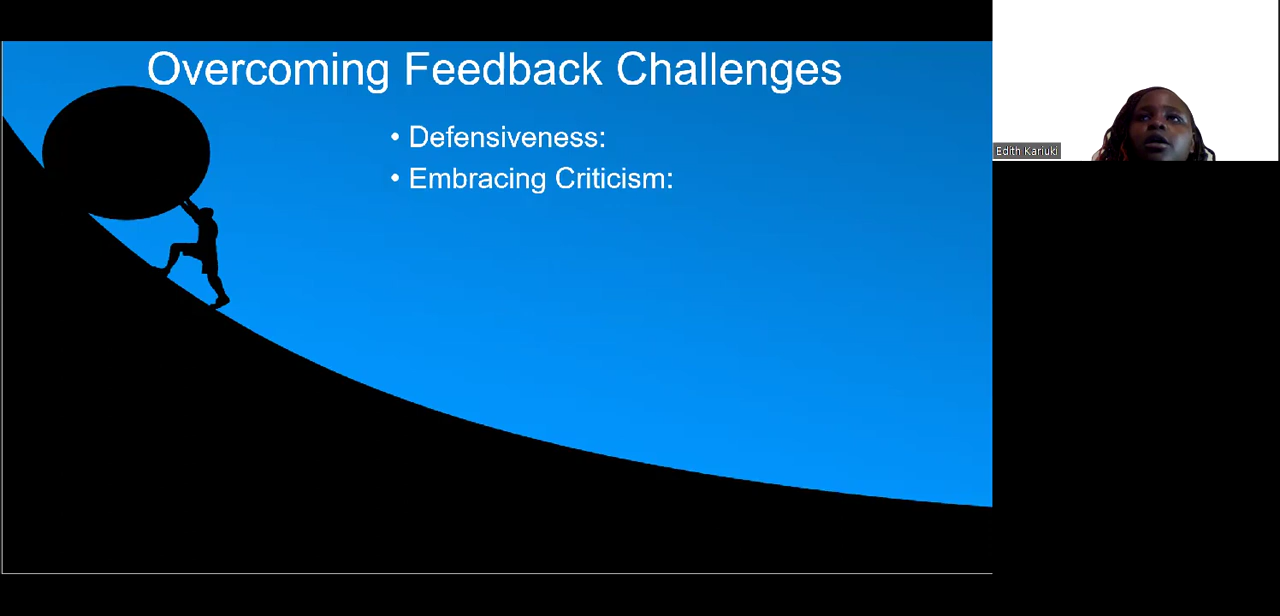 Overcoming Feedback Challenges
• Defensiveness:
• Embracing Criticism:
Edith Kariuki